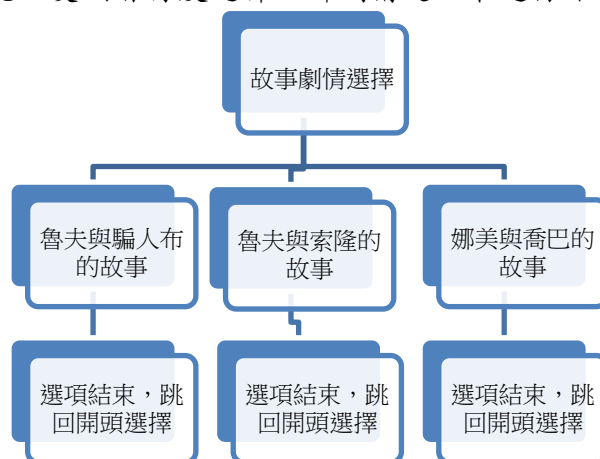 故事劇情選擇
魯夫與騙人布
的故事
魯夫與索隆的
故事
娜美與喬巴的
故事
選項結束，跳
回開頭選擇
選項結束，跳
回開頭選擇
選項結束，跳
回開頭選擇